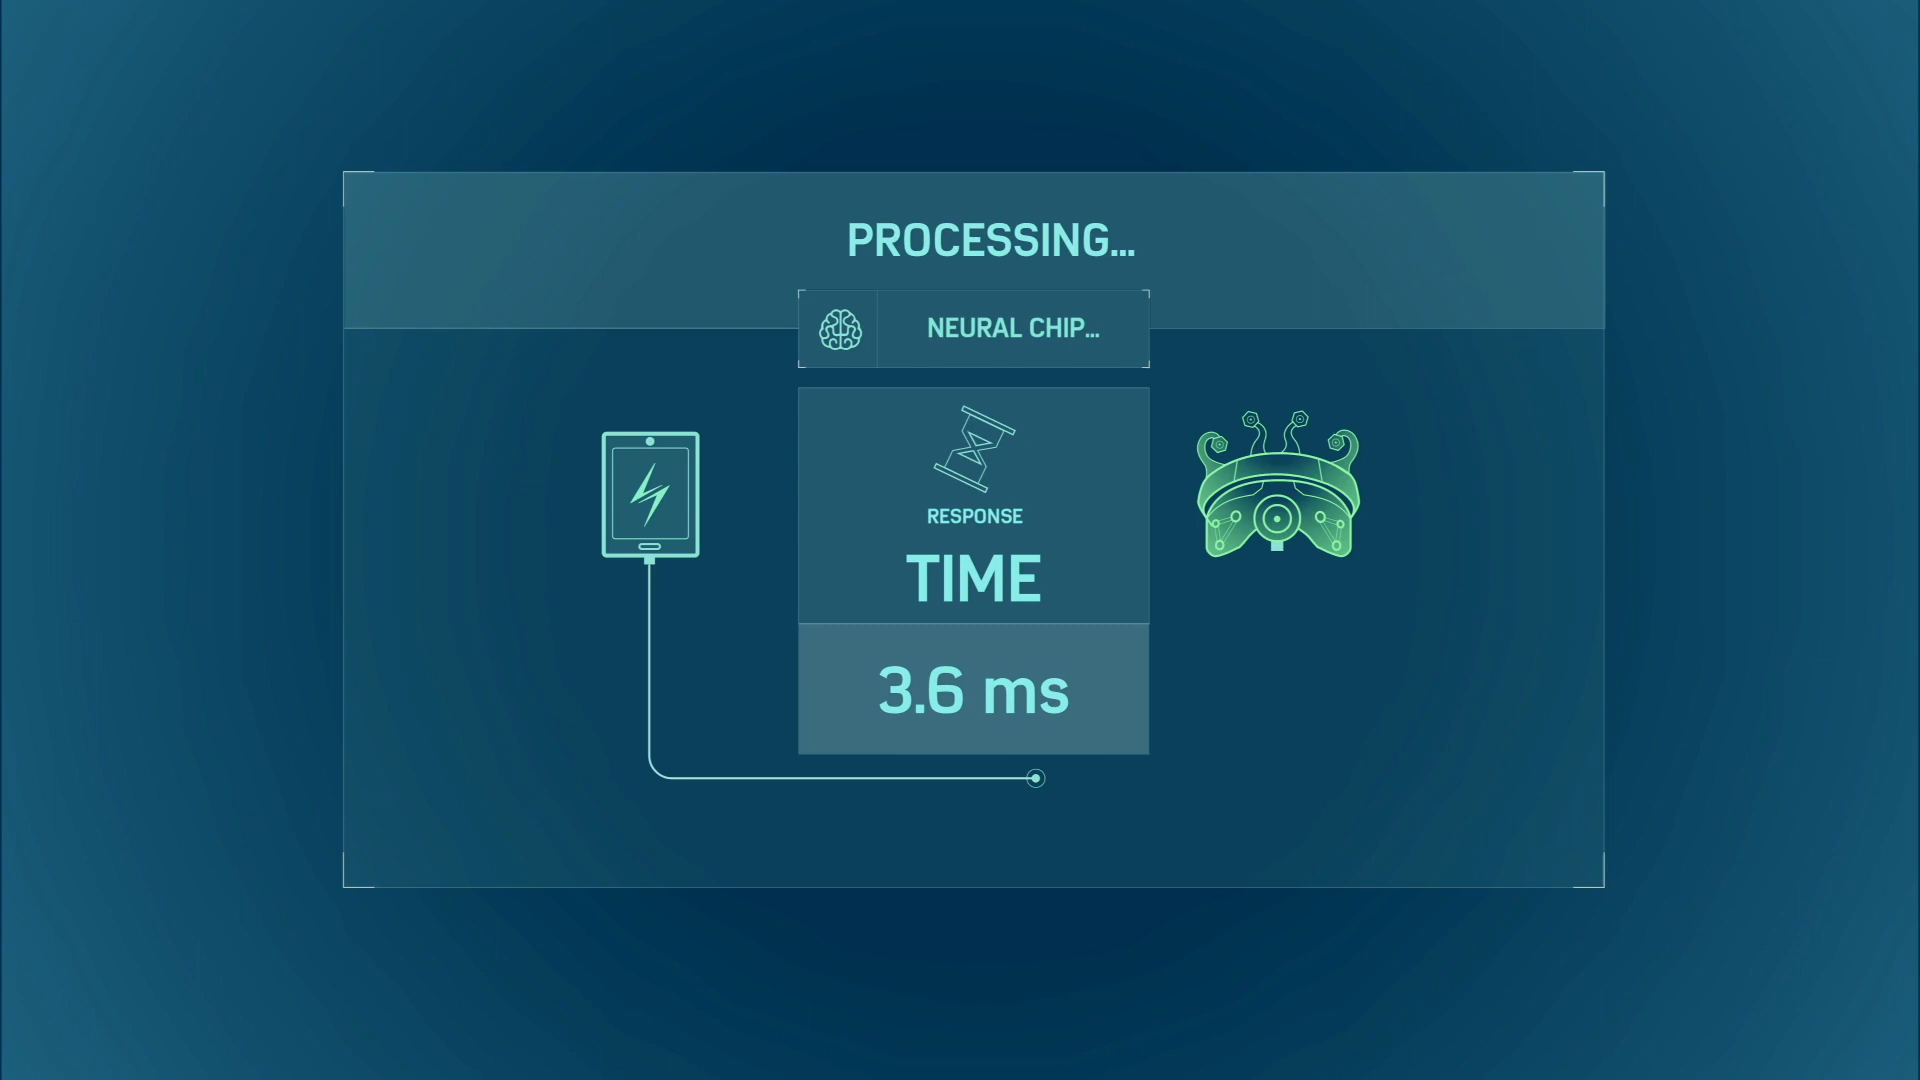 PROCESSING...
NEURAL CHIP...
RESPONSE
TIME
3.6 ms